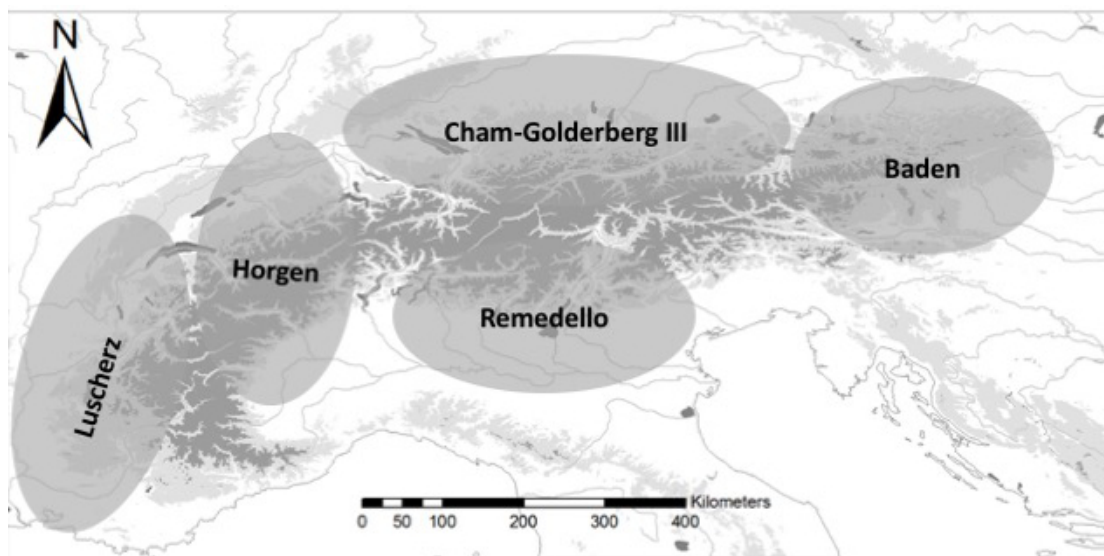 N
Cham-Golderberg III
Baden
Horgen
Remedello
Luscherz
Kilometers
0 50 100 200 300 400